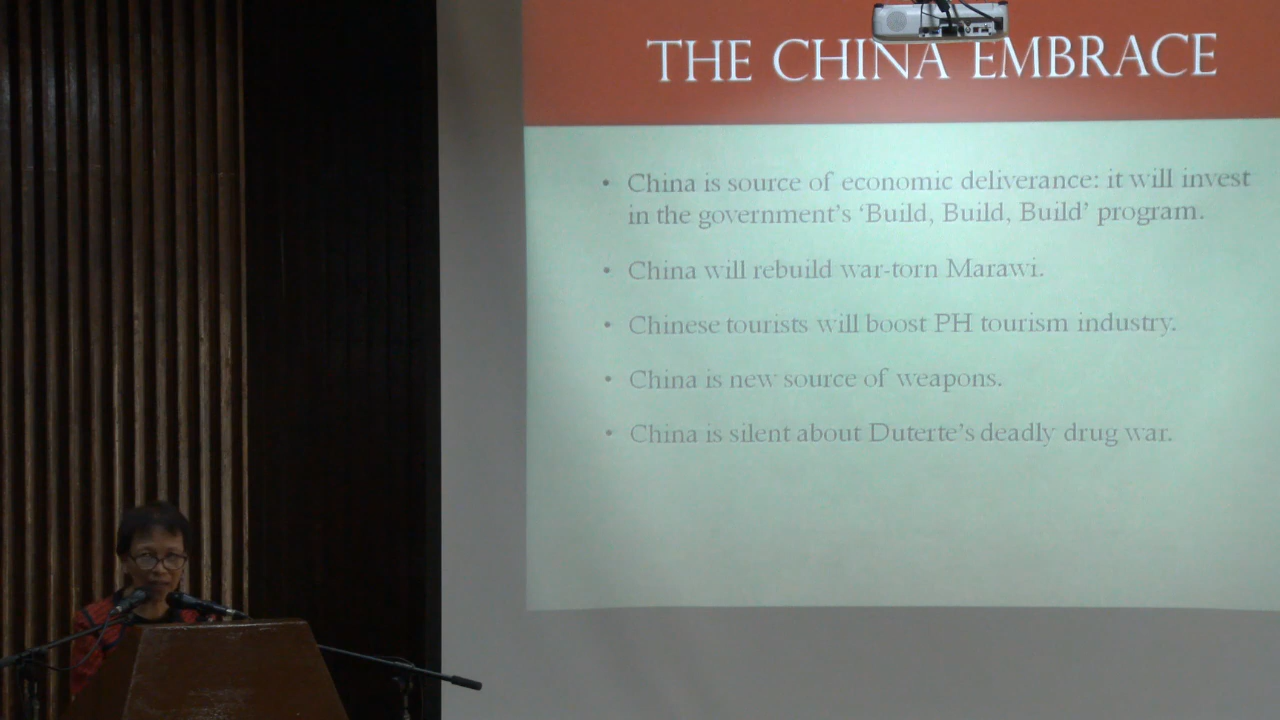 THE CHINA EMBRACE
• China is source of economic deliverance: it will invest
in the government's 'Build, Build, Build' program.
• China will rebuild war-torn Marawi.
• Chinese tourists will boost PH tourism industry.
• China is new source of weapons.
• China is silent about Duterte's deadly drug war.